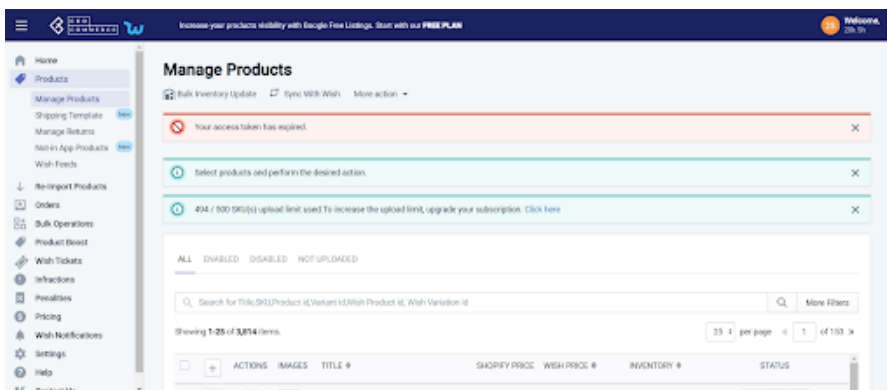 CED COMMERCE
Increase your products visibility with Google Free Listings. Start with our FREE PLAN
Welcome,
Home
Products
Manage Products
Shipping Template New
Manage Returns
Not in App Products New
Wish Feeds
Re-Import Products
Orders
Bulk Operations
Product Boost
Wish Tickets
Infractions
Penalities
Pricing
Wish Notifications
Settings
Help
Contact Us
Manage Products
Bulk Inventory Update Sync With Wish More action
Your access token has expired.
Select products and perform the desired action.
494 / 500 SKU(s) upload limit used.To increase the upload limit, upgrade your subscription. Click here
ALL ENABLED DISABLED NOT UPLOADED
Search for Title,SKU,Product id,Variant id,Wish Product id, Wish Variation id
More Filters
Showing 1-25 of 3,814 items.
25 per page 1 of 153
ACTIONS IMAGES TITLE SHOPIFY PRICE WISH PRICE INVENTORY STATUS